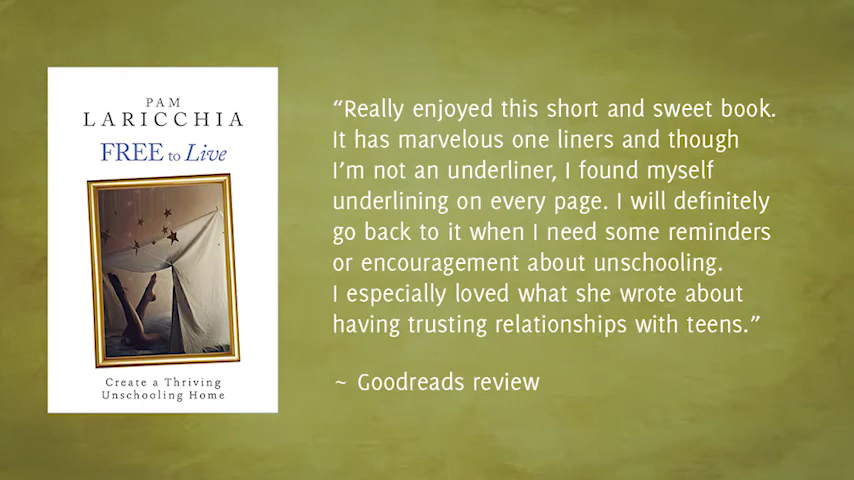 PAM
LARICCHIA
FREE to Live
Create a Thriving
Unschooling Home
“Really enjoyed this short and sweet book.
It has marvelous one liners and though
I’m not an underliner, I found myself
underlining on every page. I will definitely
go back to it when I need some reminders
or encouragement about unschooling.
I especially loved what she wrote about
having trusting relationships with teens.”
~ Goodreads review